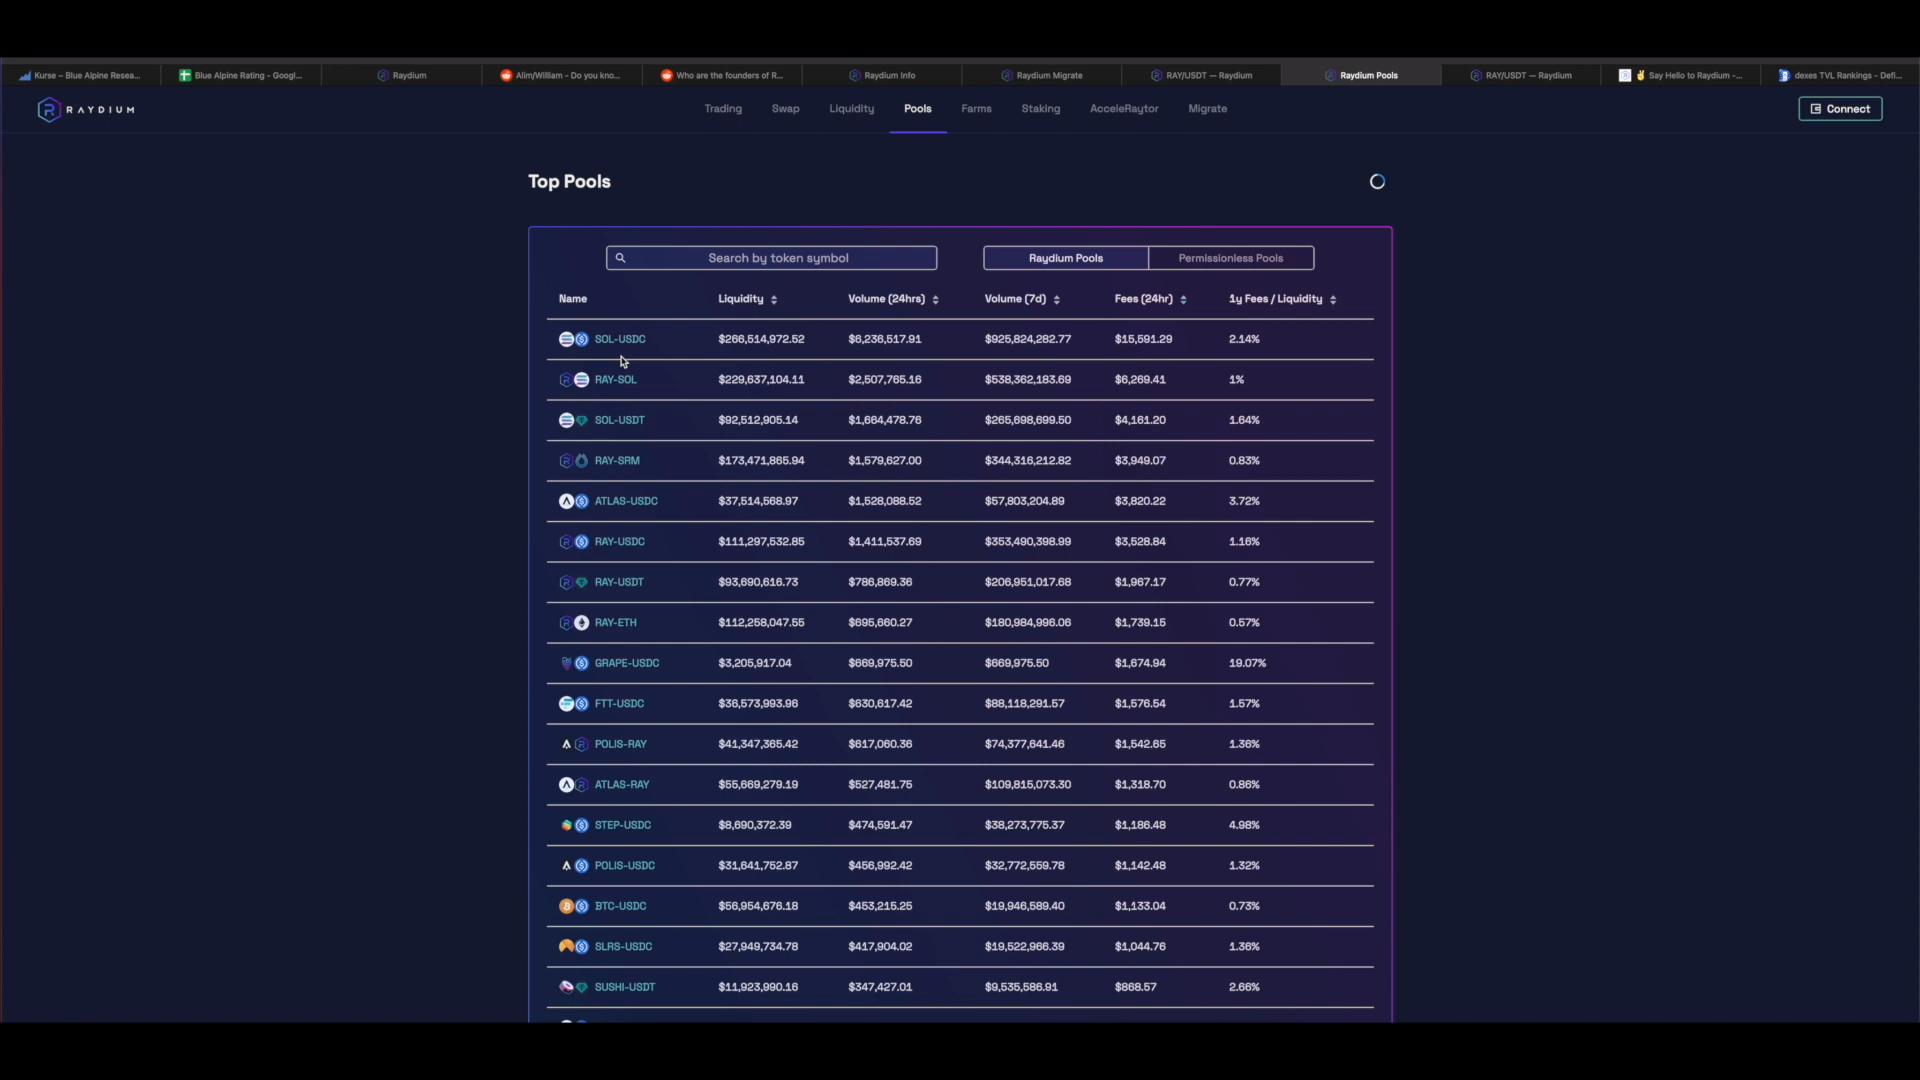 Kurse – Blue Alpine Resea... Blue Alpine Rating - Googl... Raydium Alim/William - Do you kno... Who are the founders of R... Raydium Info Raydium Migrate RAY/USDT — Raydium Raydium Pools RAY/USDT — Raydium ✌ Say Hello to Raydium -... dexes TVL Rankings - Defi...
RAYDIUM Trading Swap Liquidity Pools Farms Staking AcceleRaytor Migrate Connect
Top Pools
Search by token symbol Raydium Pools Permissionless Pools
Name Liquidity Volume (24hrs) Volume (7d) Fees (24hr) 1y Fees / Liquidity
SOL-USDC $266,514,972.52 $6,236,517.91 $925,824,282.77 $15,591.29 2.14%
RAY-SOL $229,637,104.11 $2,507,765.16 $538,362,183.69 $6,269.41 1%
SOL-USDT $92,512,905.14 $1,664,478.76 $265,698,699.50 $4,161.20 1.64%
RAY-SRM $173,471,865.94 $1,579,627.00 $344,316,212.82 $3,949.07 0.83%
ATLAS-USDC $37,514,568.97 $1,528,088.52 $57,803,204.89 $3,820.22 3.72%
RAY-USDC $111,297,532.85 $1,411,537.69 $353,490,398.99 $3,528.84 1.16%
RAY-USDT $93,690,616.73 $786,869.36 $206,951,017.68 $1,967.17 0.77%
RAY-ETH $112,258,047.55 $695,660.27 $180,984,996.06 $1,739.15 0.57%
GRAPE-USDC $3,205,917.04 $669,975.50 $669,975.50 $1,674.94 19.07%
FTT-USDC $36,573,993.96 $630,617.42 $88,118,291.57 $1,576.54 1.57%
POLIS-RAY $41,347,365.42 $617,060.36 $74,377,641.46 $1,542.65 1.36%
ATLAS-RAY $55,669,279.19 $527,481.75 $109,815,073.30 $1,318.70 0.86%
STEP-USDC $8,690,372.39 $474,591.47 $38,273,775.37 $1,186.48 4.98%
POLIS-USDC $31,641,752.87 $456,992.42 $32,772,559.78 $1,142.48 1.32%
BTC-USDC $56,954,676.18 $453,215.25 $19,946,589.40 $1,133.04 0.73%
SLRS-USDC $27,949,734.78 $417,904.02 $19,522,966.39 $1,044.76 1.36%
SUSHI-USDT $11,923,990.16 $347,427.01 $9,535,586.91 $868.57 2.66%